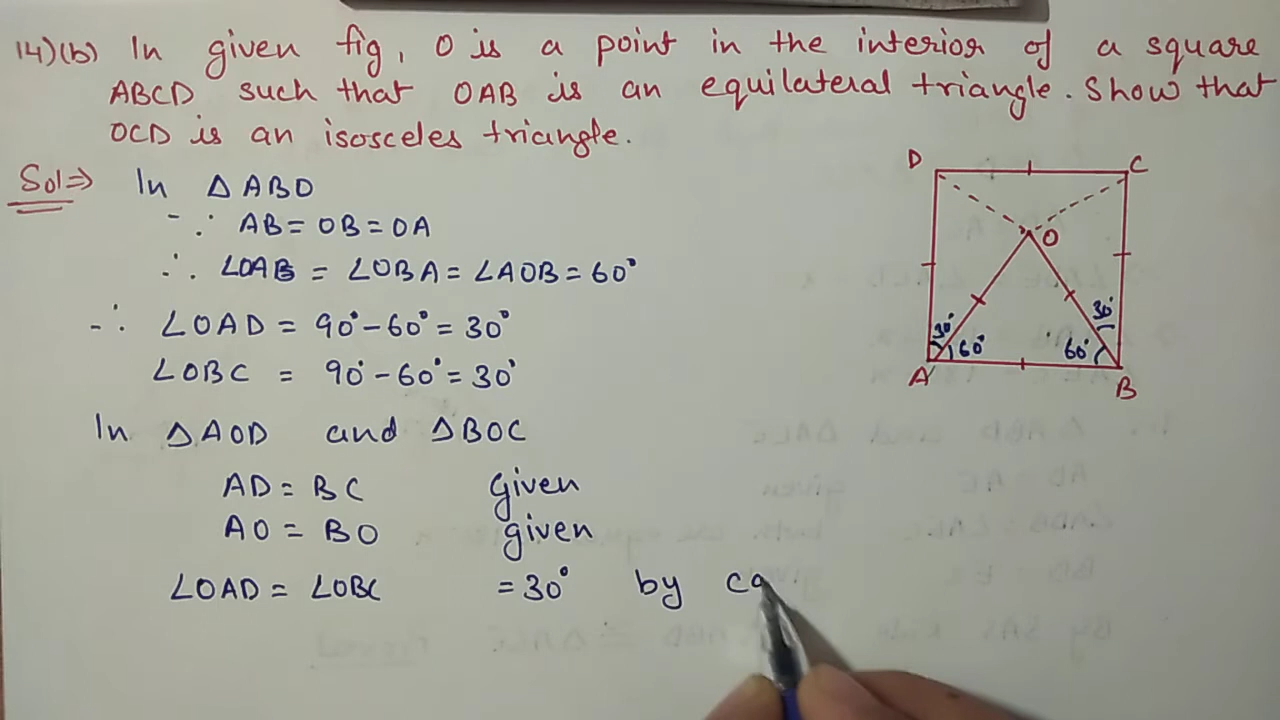 14)(b) In given fig, O is a point in the interior of a square
ABCD such that OAB is an equilateral triangle. Show that
OCD is an isosceles triangle.
Sol⇒ In △ABO
∵ AB = OB = OA
∴ ∠OAB = ∠OBA = ∠AOB = 60°
∴ ∠OAD = 90° - 60° = 30°
∠OBC = 90° - 60° = 30°
In △AOD and △BOC
AD = BC given
AO = BO given
∠OAD = ∠OBC = 30° by ca
D C
O
30° 60° 60° 30°
A B